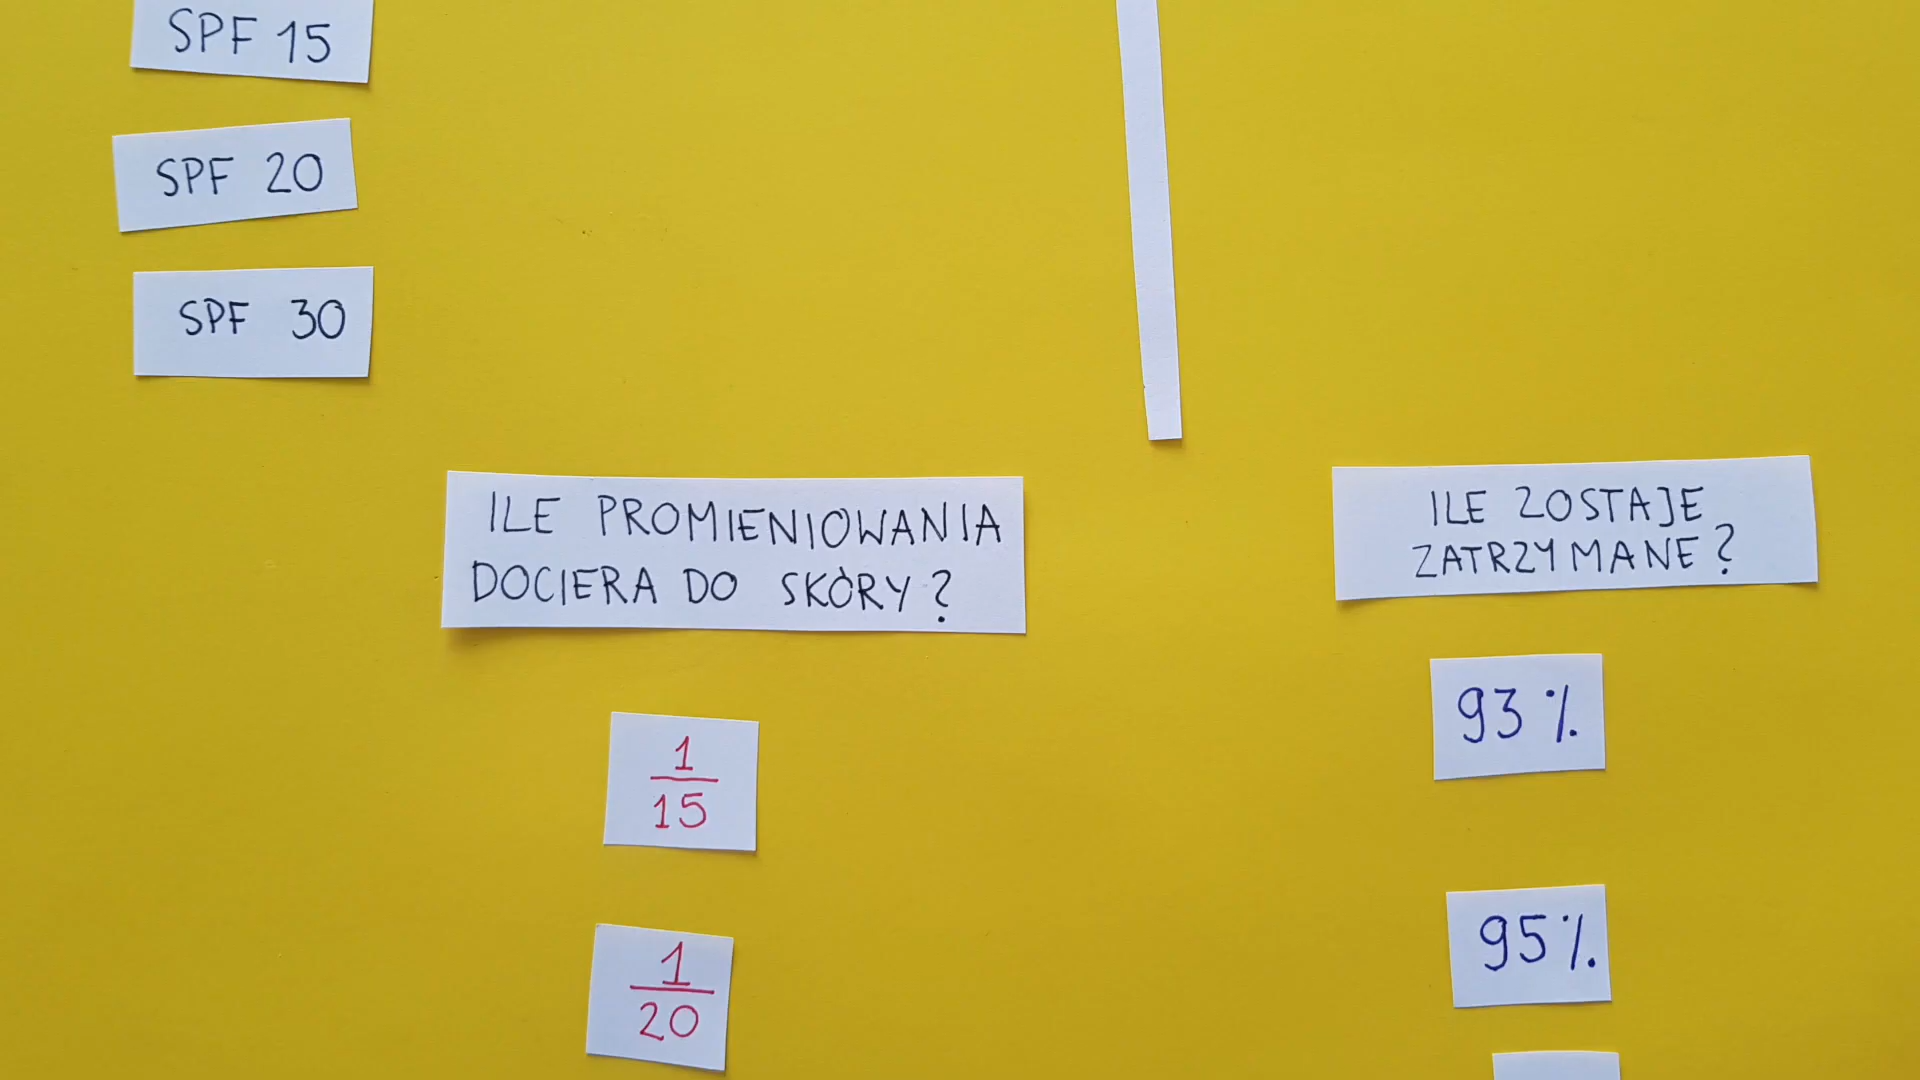 SPF 15
SPF 20
SPF 30
ILE PROMIENIOWANIA
DOCIERA DO SKÓRY?
1
15
1
20
ILE ZOSTAJE
ZATRZYMANE?
93%
95%